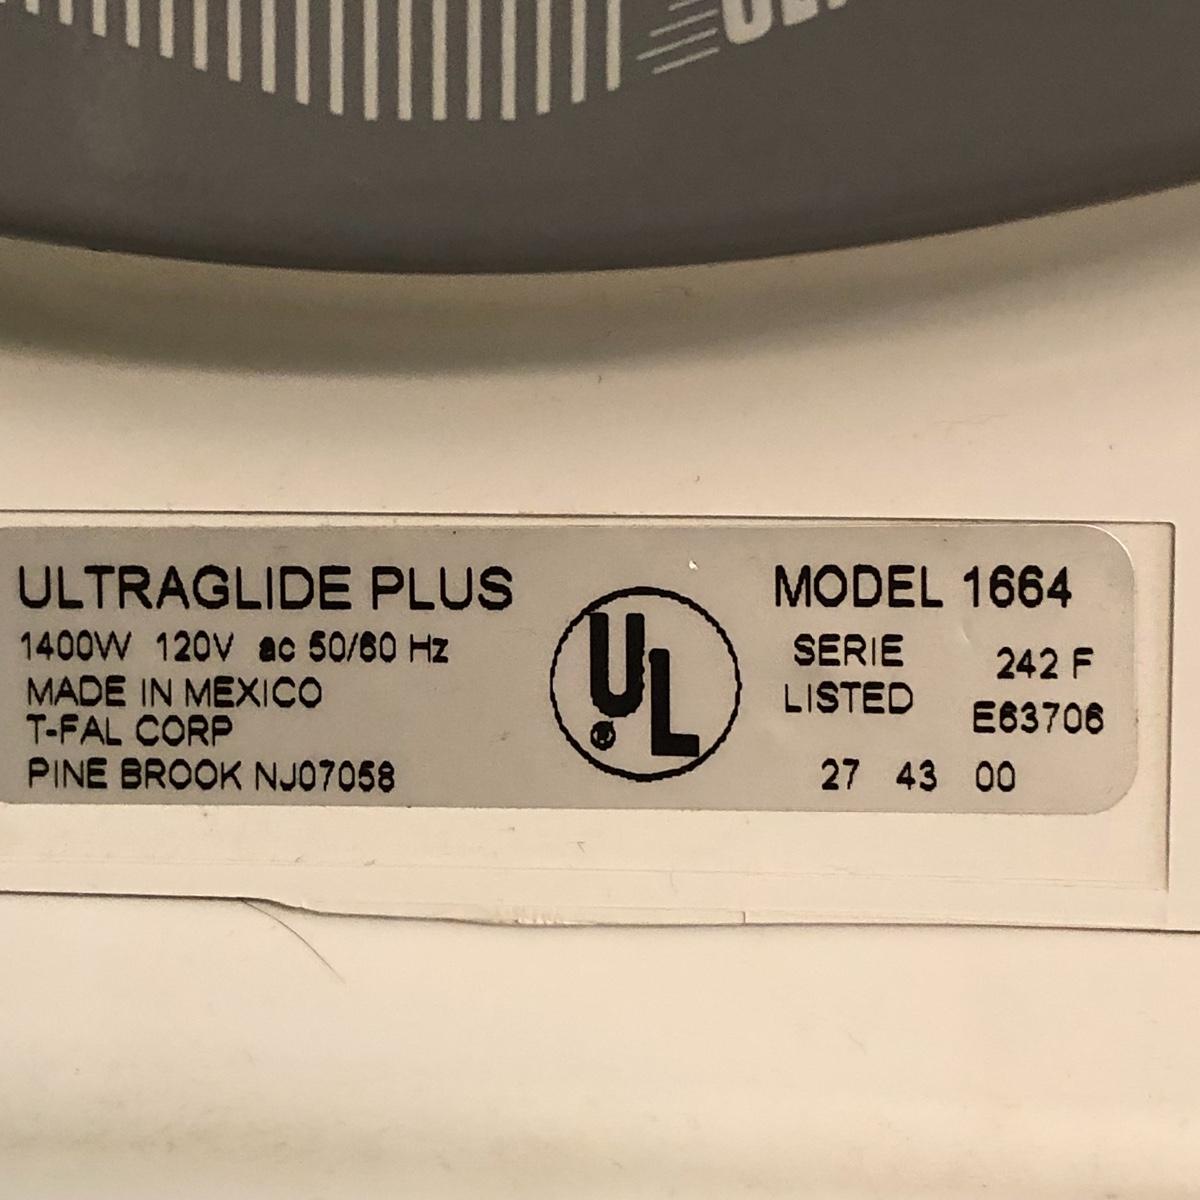 ULTRAGLIDE PLUS
1400W 120V ac 50/60 Hz
MADE IN MEXICO
T-FAL CORP
PINE BROOK NJ07058
UL
®
MODEL 1664
SERIE 242 F
LISTED E63706
27 43 00